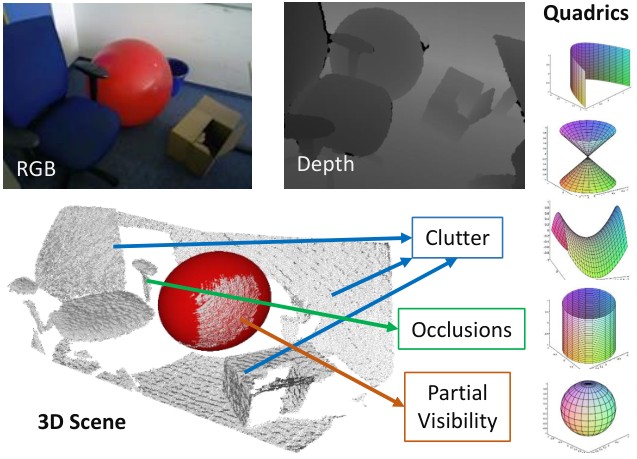 Quadrics
RGB
Depth
Clutter
Occlusions
Partial
Visibility
3D Scene